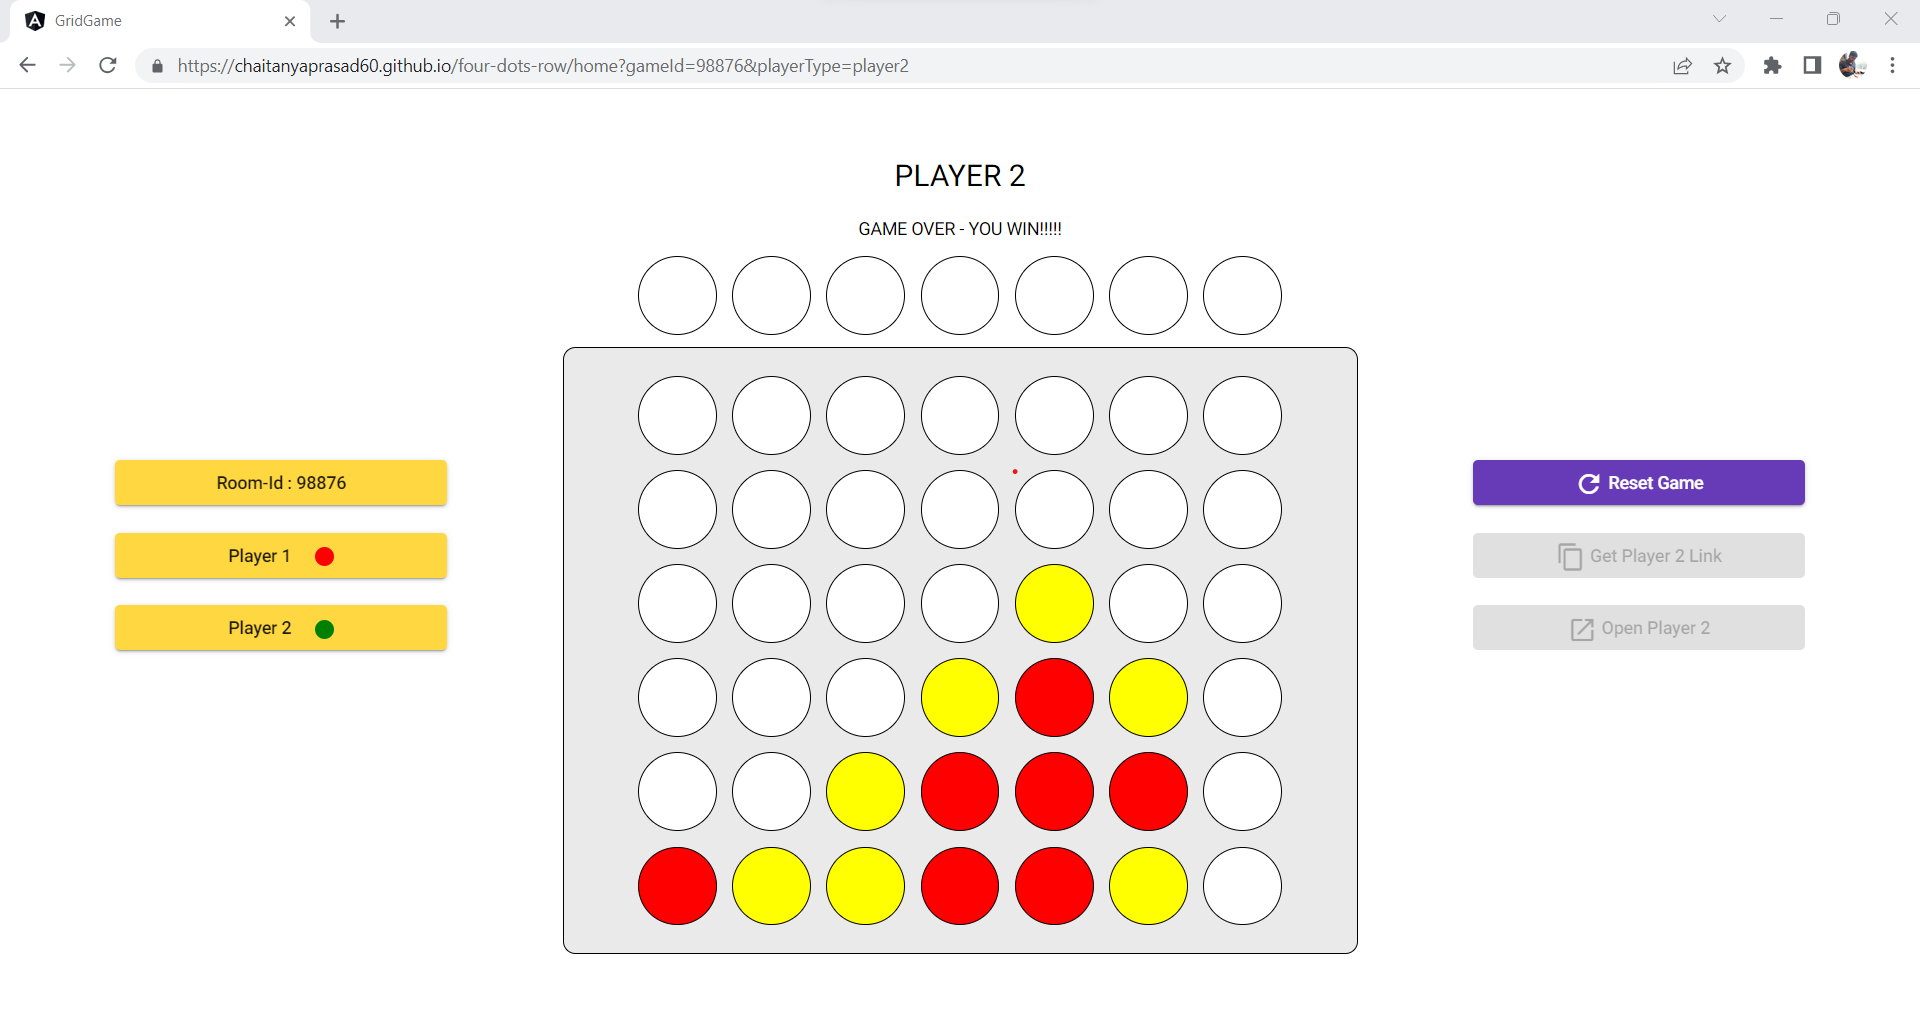 GridGame
https://chaitanyaprasad60.github.io/four-dots-row/home?gameId=98876&playerType=player2
PLAYER 2
GAME OVER - YOU WIN!!!!!
Room-Id : 98876
Player 1
Player 2
Reset Game
Get Player 2 Link
Open Player 2